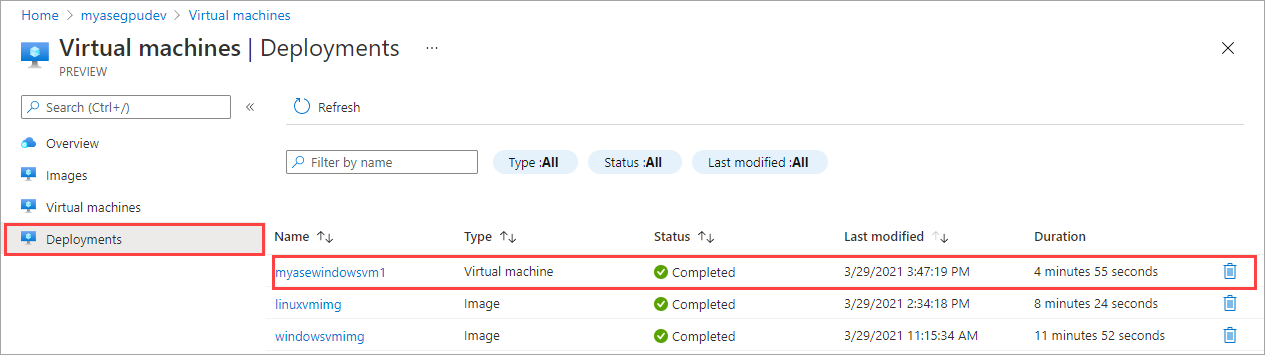 Home > myasegpudev > Virtual machines
Virtual machines | Deployments ...
PREVIEW
Search (Ctrl+/) «
Refresh
Overview
Images
Virtual machines
Deployments
Filter by name Type :All Status :All Last modified :All
Name Type Status Last modified Duration
myasewindowsvm1 Virtual machine Completed 3/29/2021 3:47:19 PM 4 minutes 55 seconds
linuxvmimg Image Completed 3/29/2021 2:34:18 PM 8 minutes 24 seconds
windowsvmimg Image Completed 3/29/2021 11:15:34 AM 11 minutes 52 seconds